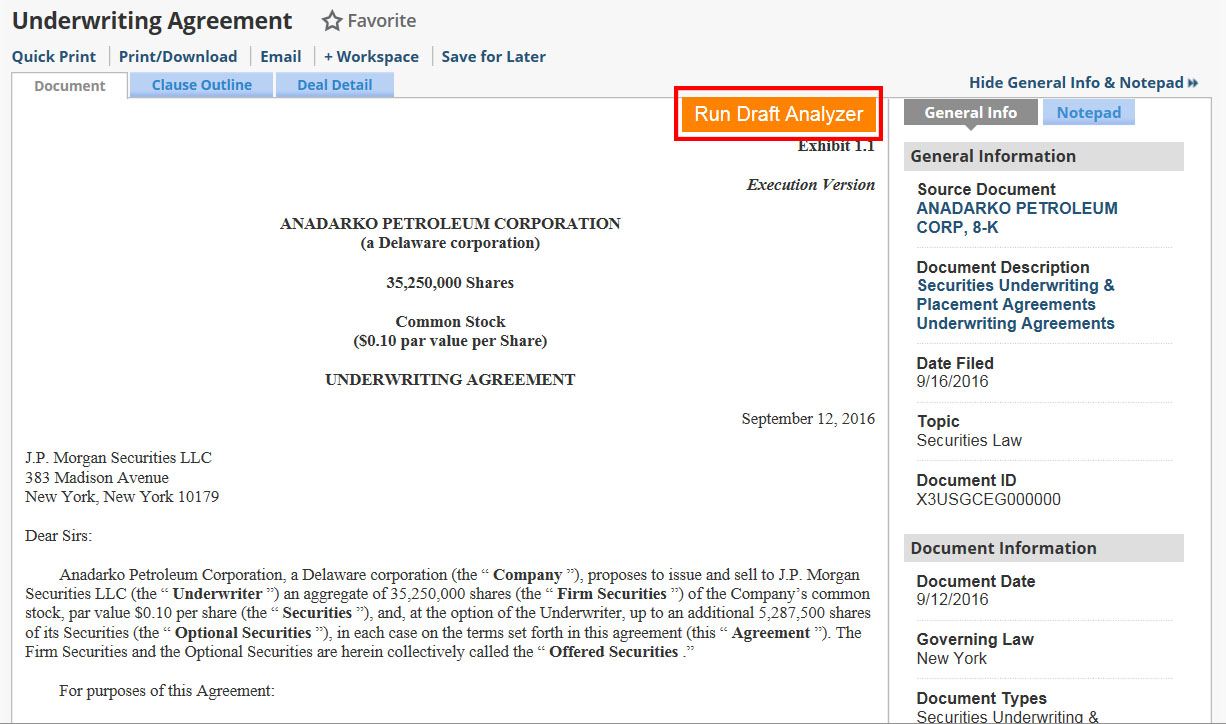 Underwriting Agreement
Favorite
Quick Print
Print/Download
Email
+ Workspace
Save for Later
Document
Clause Outline
Deal Detail
Hide General Info & Notepad
Run Draft Analyzer
Exhibit 1.1
Execution Version
ANADARKO PETROLEUM CORPORATION
(a Delaware corporation)
35,250,000 Shares
Common Stock
($0.10 par value per Share)
UNDERWRITING AGREEMENT
September 12, 2016
J.P. Morgan Securities LLC
383 Madison Avenue
New York, New York 10179
Dear Sirs:
Anadarko Petroleum Corporation, a Delaware corporation (the “ Company ”), proposes to issue and sell to J.P. Morgan
Securities LLC (the “ Underwriter ”) an aggregate of 35,250,000 shares (the “ Firm Securities ”) of the Company’s common
stock, par value $0.10 per share (the “ Securities ”), and, at the option of the Underwriter, up to an additional 5,287,500 shares
of its Securities (the “ Optional Securities ”), in each case on the terms set forth in this agreement (this “ Agreement ”). The
Firm Securities and the Optional Securities are herein collectively called the “ Offered Securities .”
For purposes of this Agreement:
General Info
Notepad
General Information
Source Document
ANADARKO PETROLEUM
CORP, 8-K
Document Description
Securities Underwriting &
Placement Agreements
Underwriting Agreements
Date Filed
9/16/2016
Topic
Securities Law
Document ID
X3USGCEG000000
Document Information
Document Date
9/12/2016
Governing Law
New York
Document Types
Securities Underwriting &